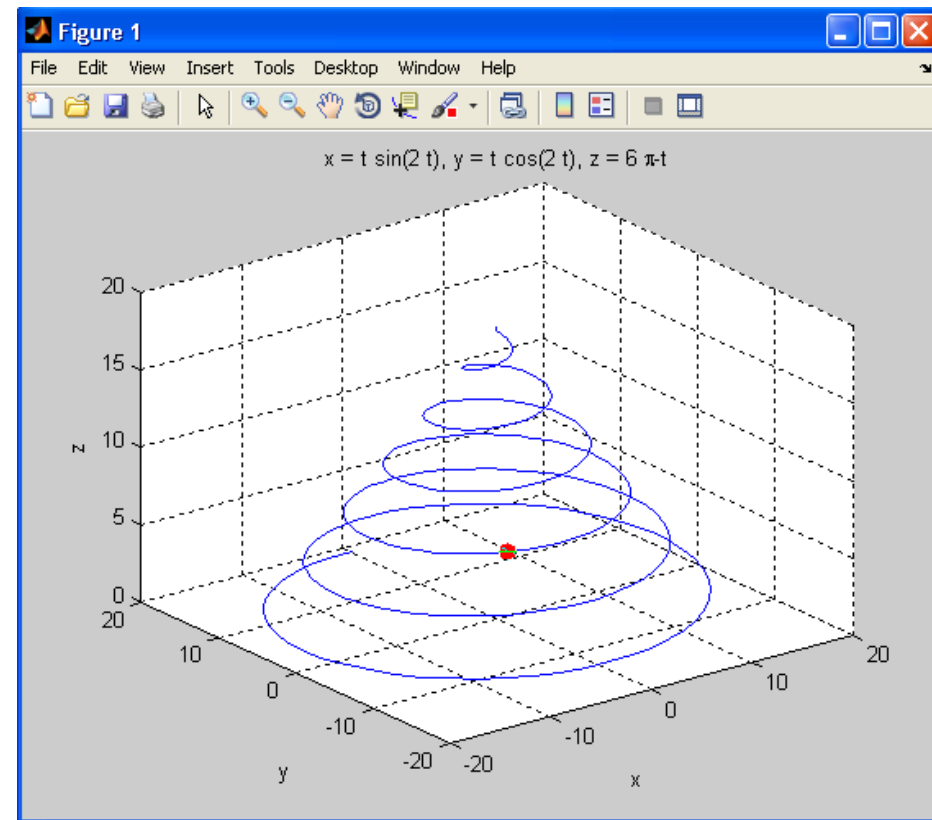 Figure 1
File Edit View Insert Tools Desktop Window Help
x = t sin(2 t), y = t cos(2 t), z = 6 π-t
20
15
10
5
0
z
20
10
0
-10
-20
y
-20
-10
0
10
20
x